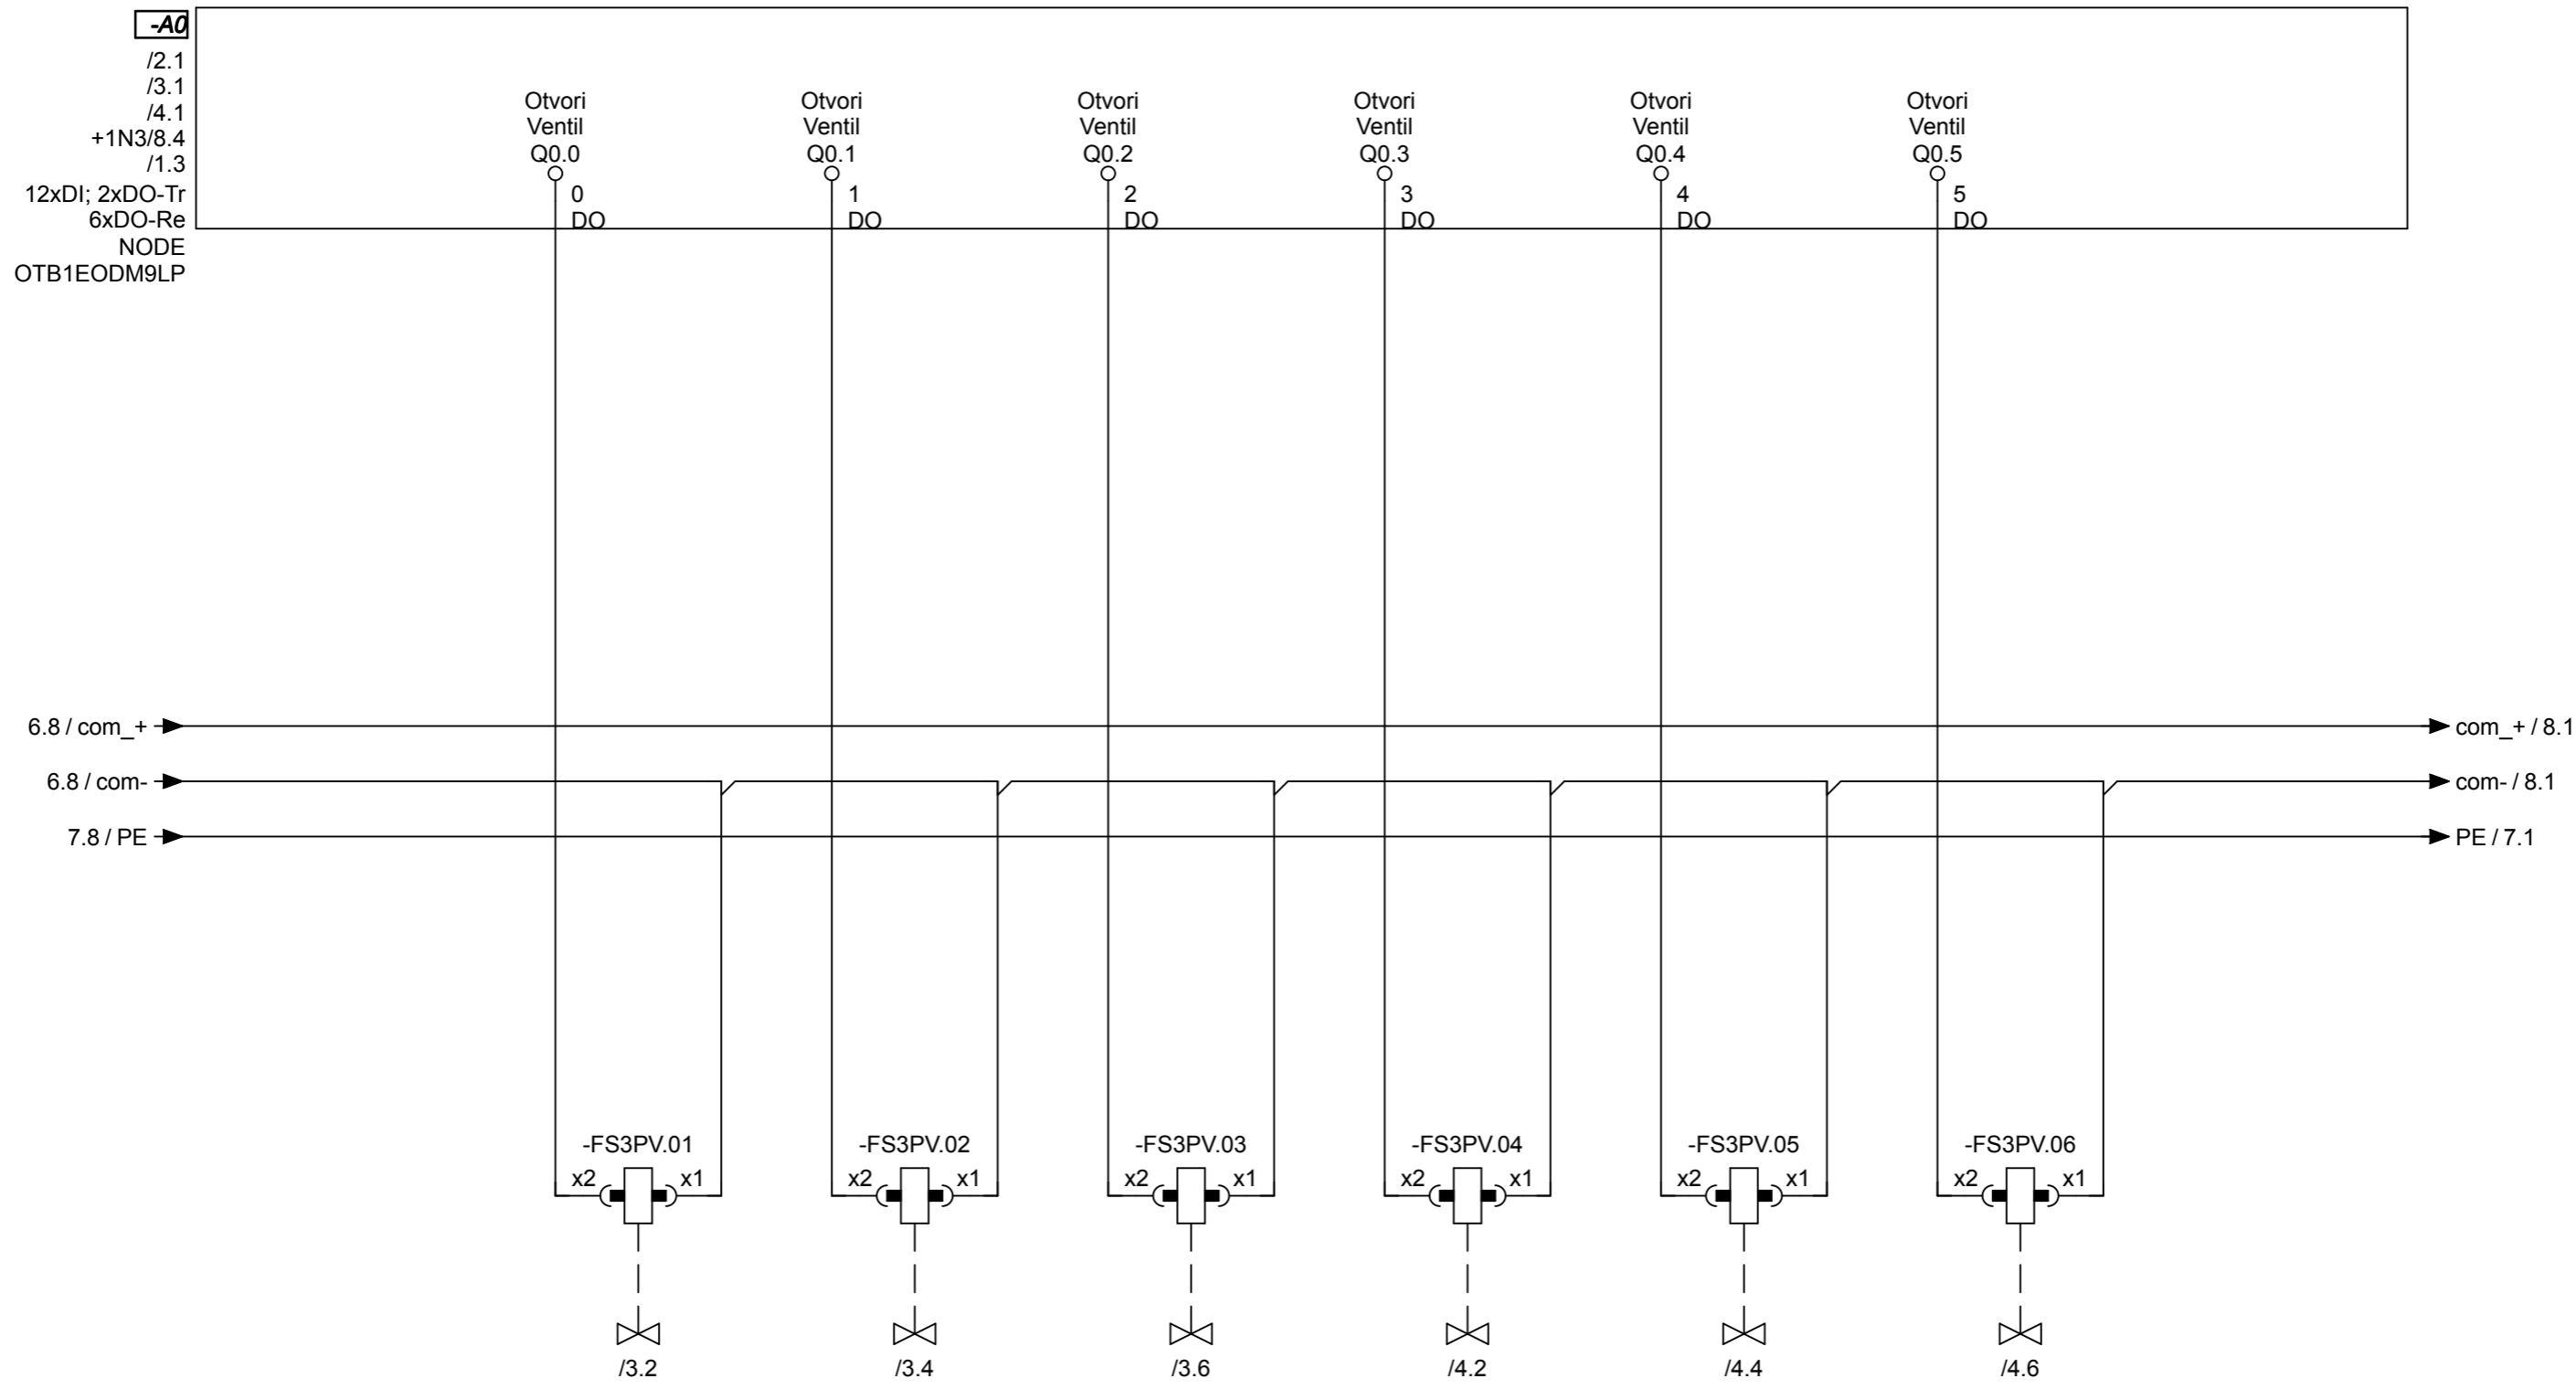 -A0
/2.1
/3.1
/4.1
+1N3/8.4
/1.3
12xDI; 2xDO-Tr
6xDO-Re
NODE
OTB1EODM9LP
Otvori
Ventil
Q0.0
0
DO
Otvori
Ventil
Q0.1
1
DO
Otvori
Ventil
Q0.2
2
DO
Otvori
Ventil
Q0.3
3
DO
Otvori
Ventil
Q0.4
4
DO
Otvori
Ventil
Q0.5
5
DO
6.8 / com_+
com_+ / 8.1
6.8 / com-
com- / 8.1
7.8 / PE
PE / 7.1
-FS3PV.01
x2 x1
/3.2
-FS3PV.02
x2 x1
/3.4
-FS3PV.03
x2 x1
/3.6
-FS3PV.04
x2 x1
/4.2
-FS3PV.05
x2 x1
/4.4
-FS3PV.06
x2 x1
/4.6